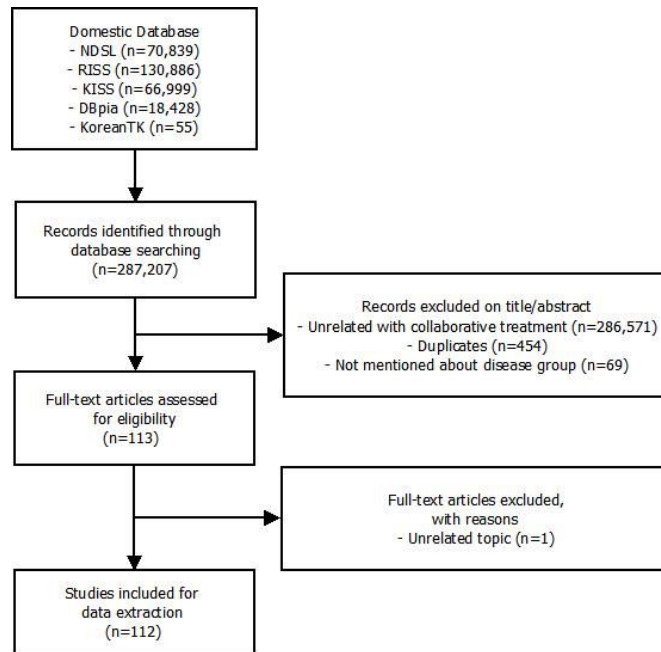 Domestic Database
- NDSL (n=70,839)
- RISS (n=130,886)
- KISS (n=66,999)
- DBpia (n=18,428)
- KoreanTK (n=55)
Records identified through
database searching
(n=287,207)
Records excluded on title/abstract
- Unrelated with collaborative treatment (n=286,571)
- Duplicates (n=454)
- Not mentioned about disease group (n=69)
Full-text articles assessed
for eligibility
(n=113)
Full-text articles excluded,
with reasons
- Unrelated topic (n=1)
Studies included for
data extraction
(n=112)